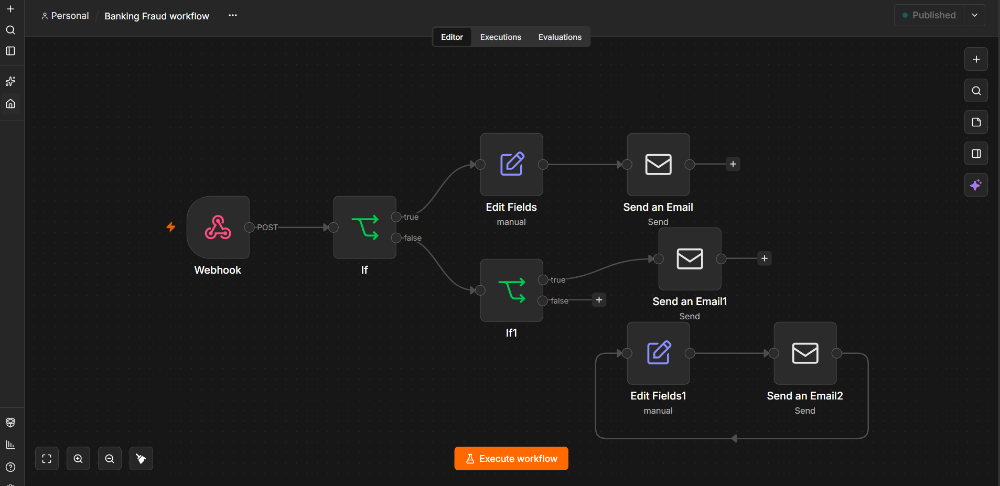 Personal / Banking Fraud workflow ...
Published
Editor Executions Evaluations
Edit Fields
manual
Send an Email
Send
POST
true
false
Webhook
If
true
false
If1
Send an Email1
Send
Edit Fields1
manual
Send an Email2
Send
Execute workflow